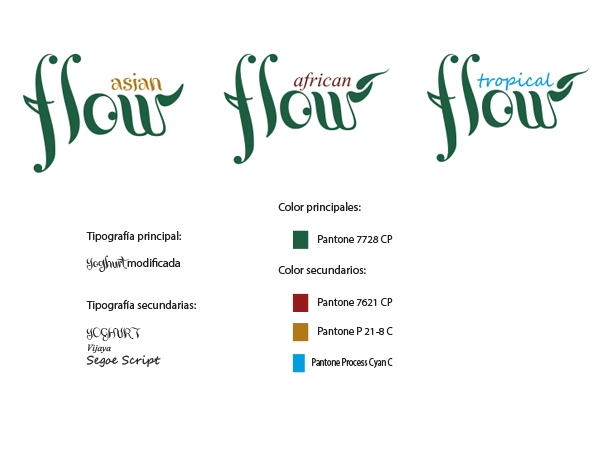 asian
flow
african
flow
tropical
flow
Color principales:
Pantone 7728 CP
Tipografía principal:
Yoghurt modificada
Color secundarios:
Tipografía secundarias:
Pantone 7621 CP
YOGHURT
Pantone P 21-8 C
Vijaya
Segoe Script
Pantone Process Cyan C